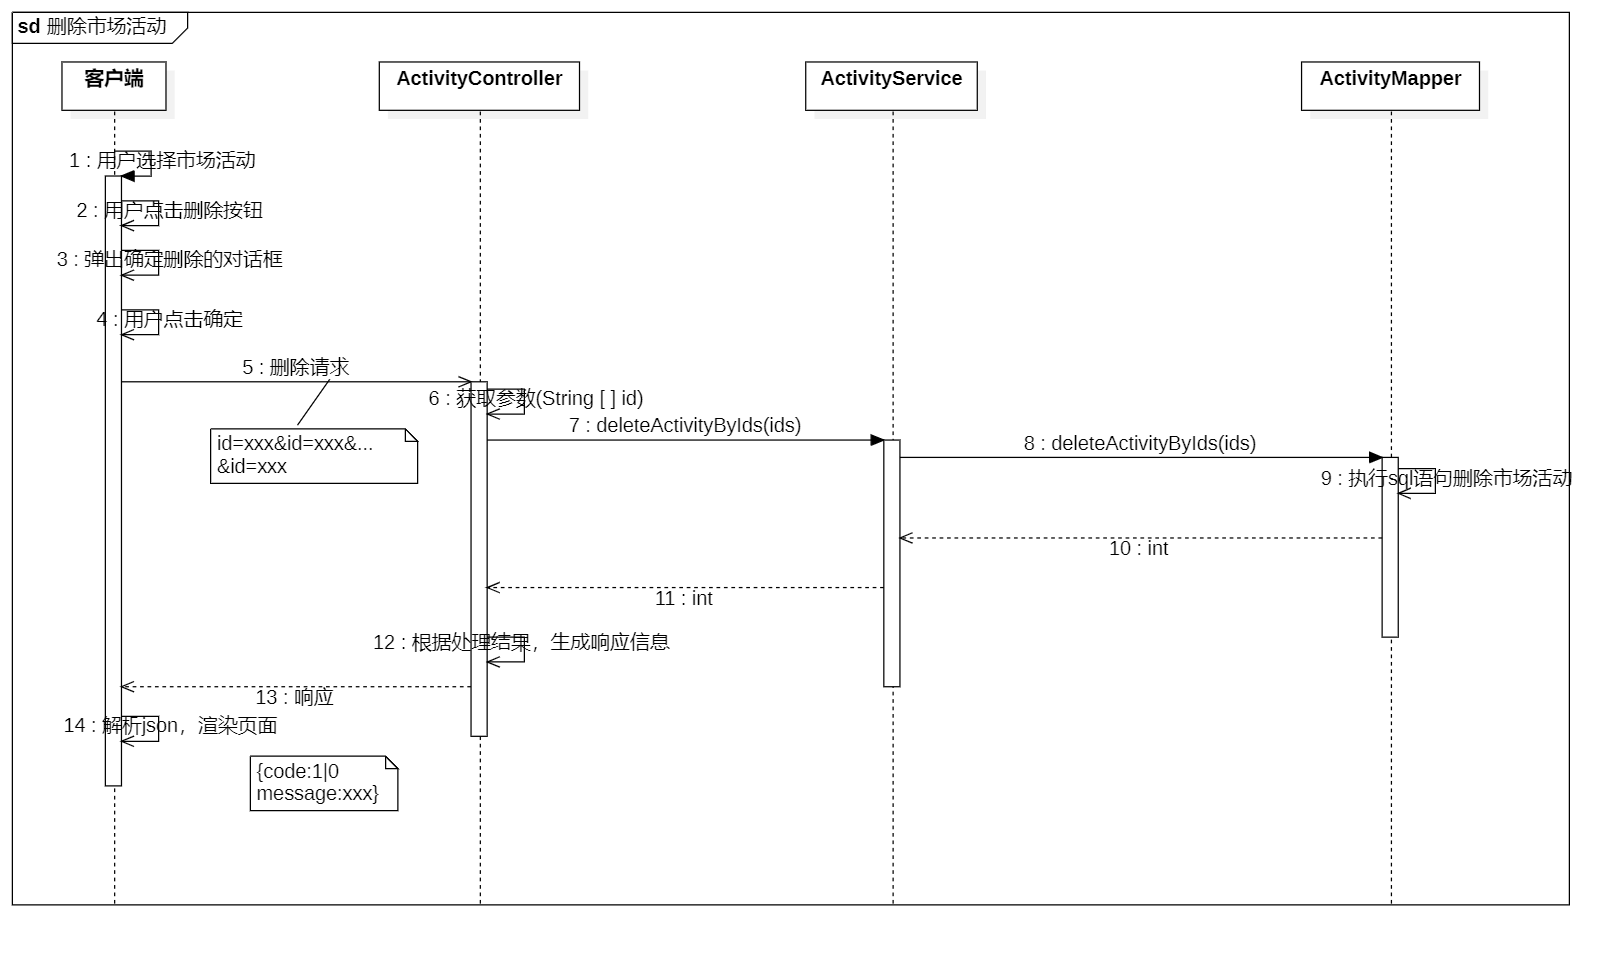 sd 删除市场活动
客户端
ActivityController
ActivityService
ActivityMapper
1 : 用户选择市场活动
2 : 用户点击删除按钮
3 : 弹出确定删除的对话框
4 : 用户点击确定
5 : 删除请求
6 : 获取参数(String [ ] id)
7 : deleteActivityByIds(ids)
id=xxx&id=xxx&...
&id=xxx
8 : deleteActivityByIds(ids)
9 : 执行sql语句删除市场活动
10 : int
11 : int
12 : 根据处理结果，生成响应信息
13 : 响应
14 : 解析json，渲染页面
{code:1|0
message:xxx}